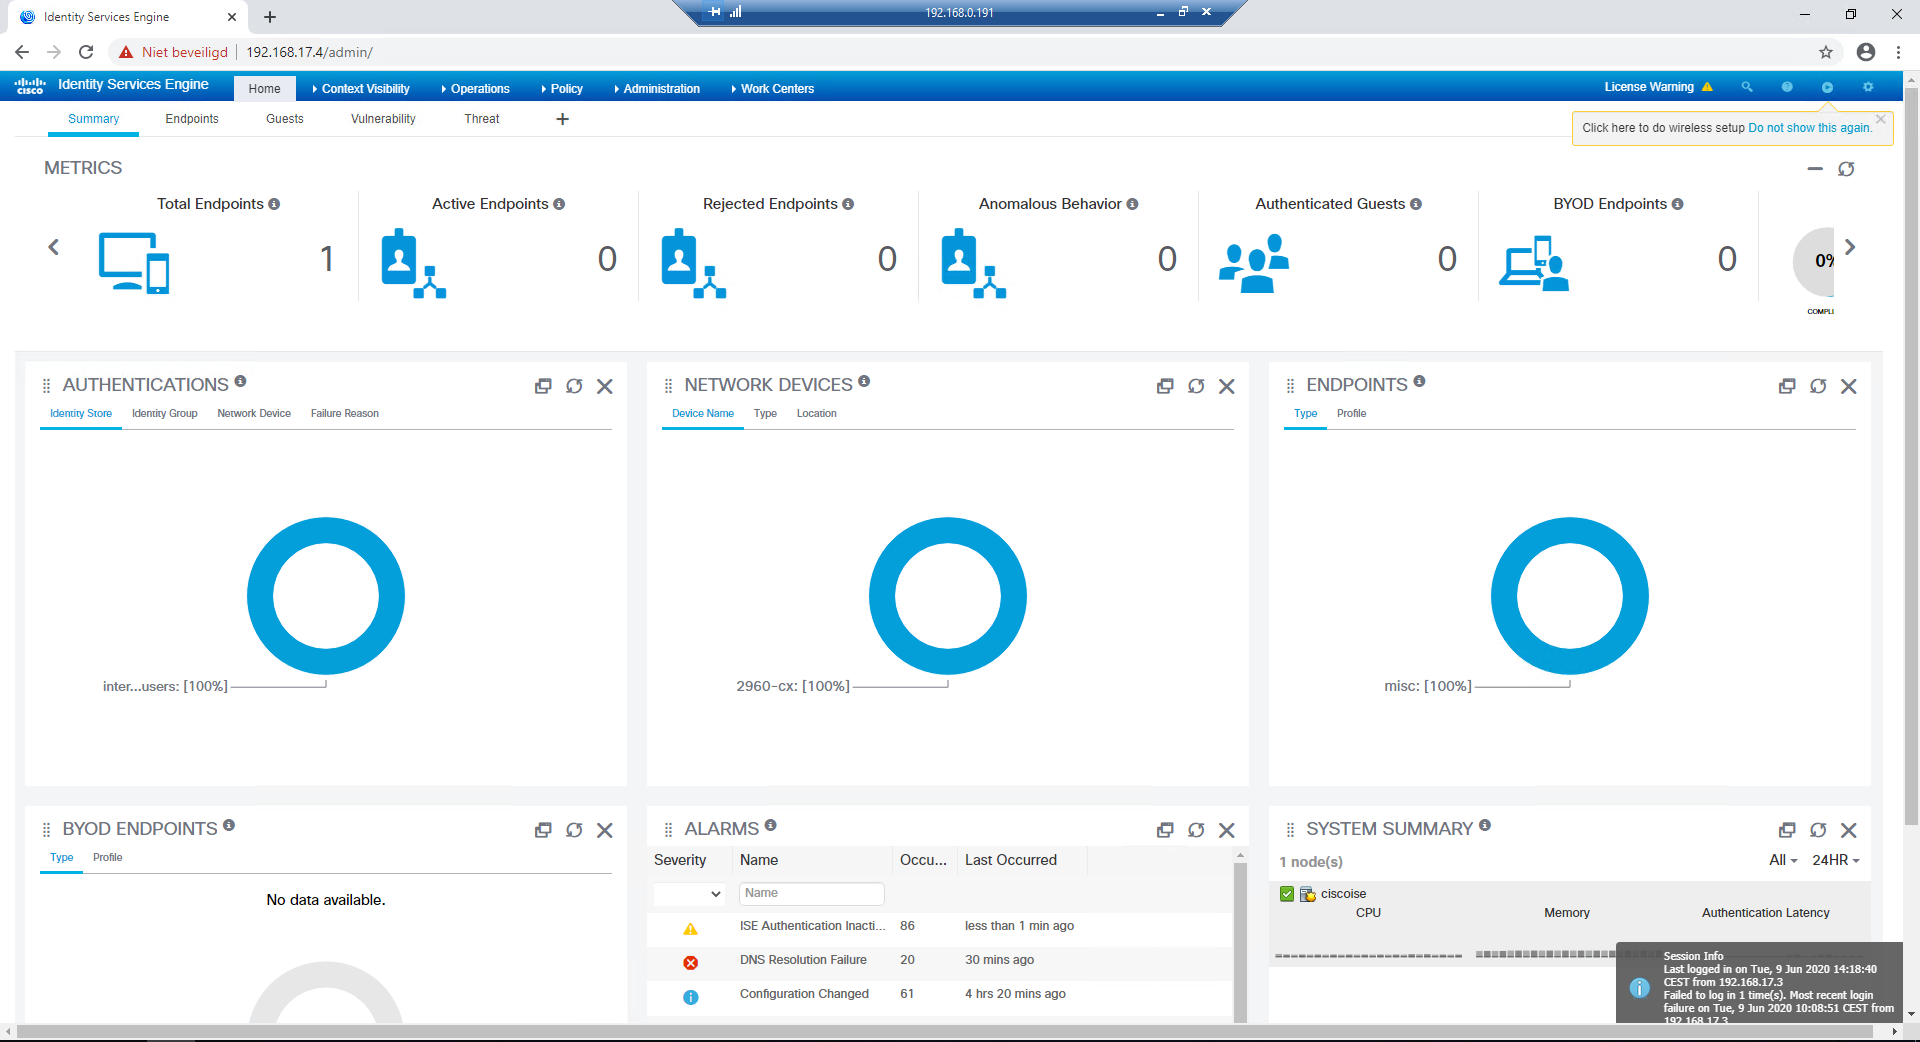 Identity Services Engine
192.168.0.191
Niet beveiligd
192.168.17.4/admin/
CISCO
Identity Services Engine
Home
Context Visibility
Operations
Policy
Administration
Work Centers
License Warning
Summary
Endpoints
Guests
Vulnerability
Threat
Click here to do wireless setup Do not show this again.
METRICS
Total Endpoints
1
Active Endpoints
0
Rejected Endpoints
0
Anomalous Behavior
0
Authenticated Guests
0
BYOD Endpoints
0
0%
COMPLI
AUTHENTICATIONS
Identity Store
Identity Group
Network Device
Failure Reason
inter...users: [100%]
NETWORK DEVICES
Device Name
Type
Location
2960-cx: [100%]
ENDPOINTS
Type
Profile
misc: [100%]
BYOD ENDPOINTS
Type
Profile
No data available.
ALARMS
Severity
Name
Occu...
Last Occurred
Name
ISE Authentication Inacti...
86
less than 1 min ago
DNS Resolution Failure
20
30 mins ago
Configuration Changed
61
4 hrs 20 mins ago
SYSTEM SUMMARY
1 node(s)
All
24HR
ciscoise
CPU
Memory
Authentication Latency
Session Info
Last logged in on Tue, 9 Jun 2020 14:18:40
CEST from 192.168.17.3
Failed to log in 1 time(s). Most recent login
failure on Tue, 9 Jun 2020 10:08:51 CEST from
192.168.17.3